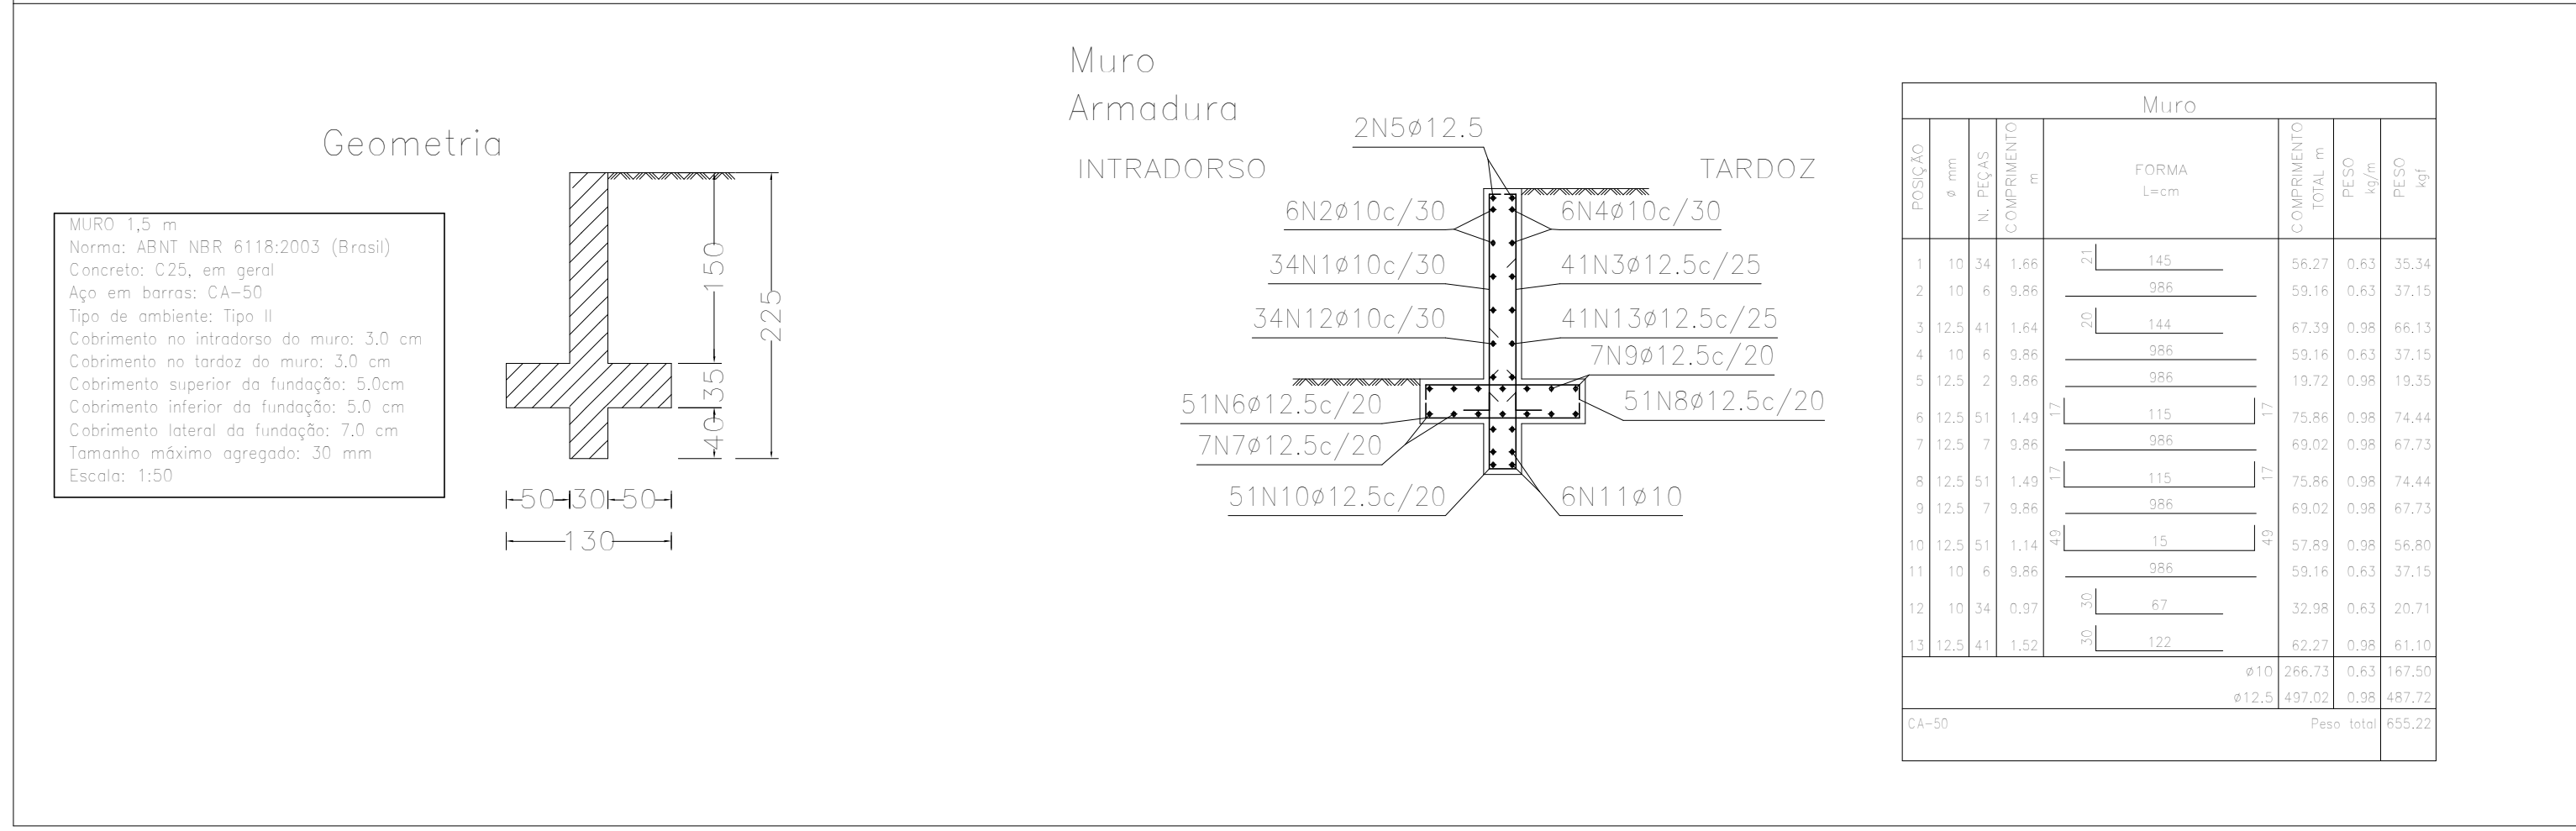 Geometria
MURO 1,5 m
Norma: ABNT NBR 6118:2003 (Brasil)
Concreto: C25, em geral
Aço em barras: CA-50
Tipo de ambiente: Tipo II
Cobrimento no intradorso do muro: 3.0 cm
Cobrimento no tardoz do muro: 3.0 cm
Cobrimento superior da fundação: 5.0cm
Cobrimento inferior da fundação: 5.0 cm
Cobrimento lateral da fundação: 7.0 cm
Tamanho máximo agregado: 30 mm
Escala: 1:50
150
225
35
40
50 30 50
130
Muro
Armadura
INTRADORSO
TARDOZ
2N5ø12.5
6N2ø10c/30
6N4ø10c/30
34N1ø10c/30
41N3ø12.5c/25
34N12ø10c/30
41N13ø12.5c/25
7N9ø12.5c/20
51N6ø12.5c/20
51N8ø12.5c/20
7N7ø12.5c/20
51N10ø12.5c/20
6N11ø10
Muro
POSIÇÃO ø mm N. PEÇAS COMPRIMENTO m FORMA L=cm COMPRIMENTO TOTAL m PESO kg/m PESO kgf
1 10 34 1.66 21 145 56.27 0.63 35.34
2 10 6 9.86 986 59.16 0.63 37.15
3 12.5 41 1.64 20 144 67.39 0.98 66.13
4 10 6 9.86 986 59.16 0.63 37.15
5 12.5 2 9.86 986 19.72 0.98 19.35
6 12.5 51 1.49 17 115 17 75.86 0.98 74.44
7 12.5 7 9.86 986 69.02 0.98 67.73
8 12.5 51 1.49 17 115 17 75.86 0.98 74.44
9 12.5 7 9.86 986 69.02 0.98 67.73
10 12.5 51 1.14 49 15 49 57.89 0.98 56.80
11 10 6 9.86 986 59.16 0.63 37.15
12 10 34 0.97 30 67 32.98 0.63 20.71
13 12.5 41 1.52 30 122 62.27 0.98 61.10
ø10 266.73 0.63 167.50
ø12.5 497.02 0.98 487.72
CA-50 Peso total 655.22